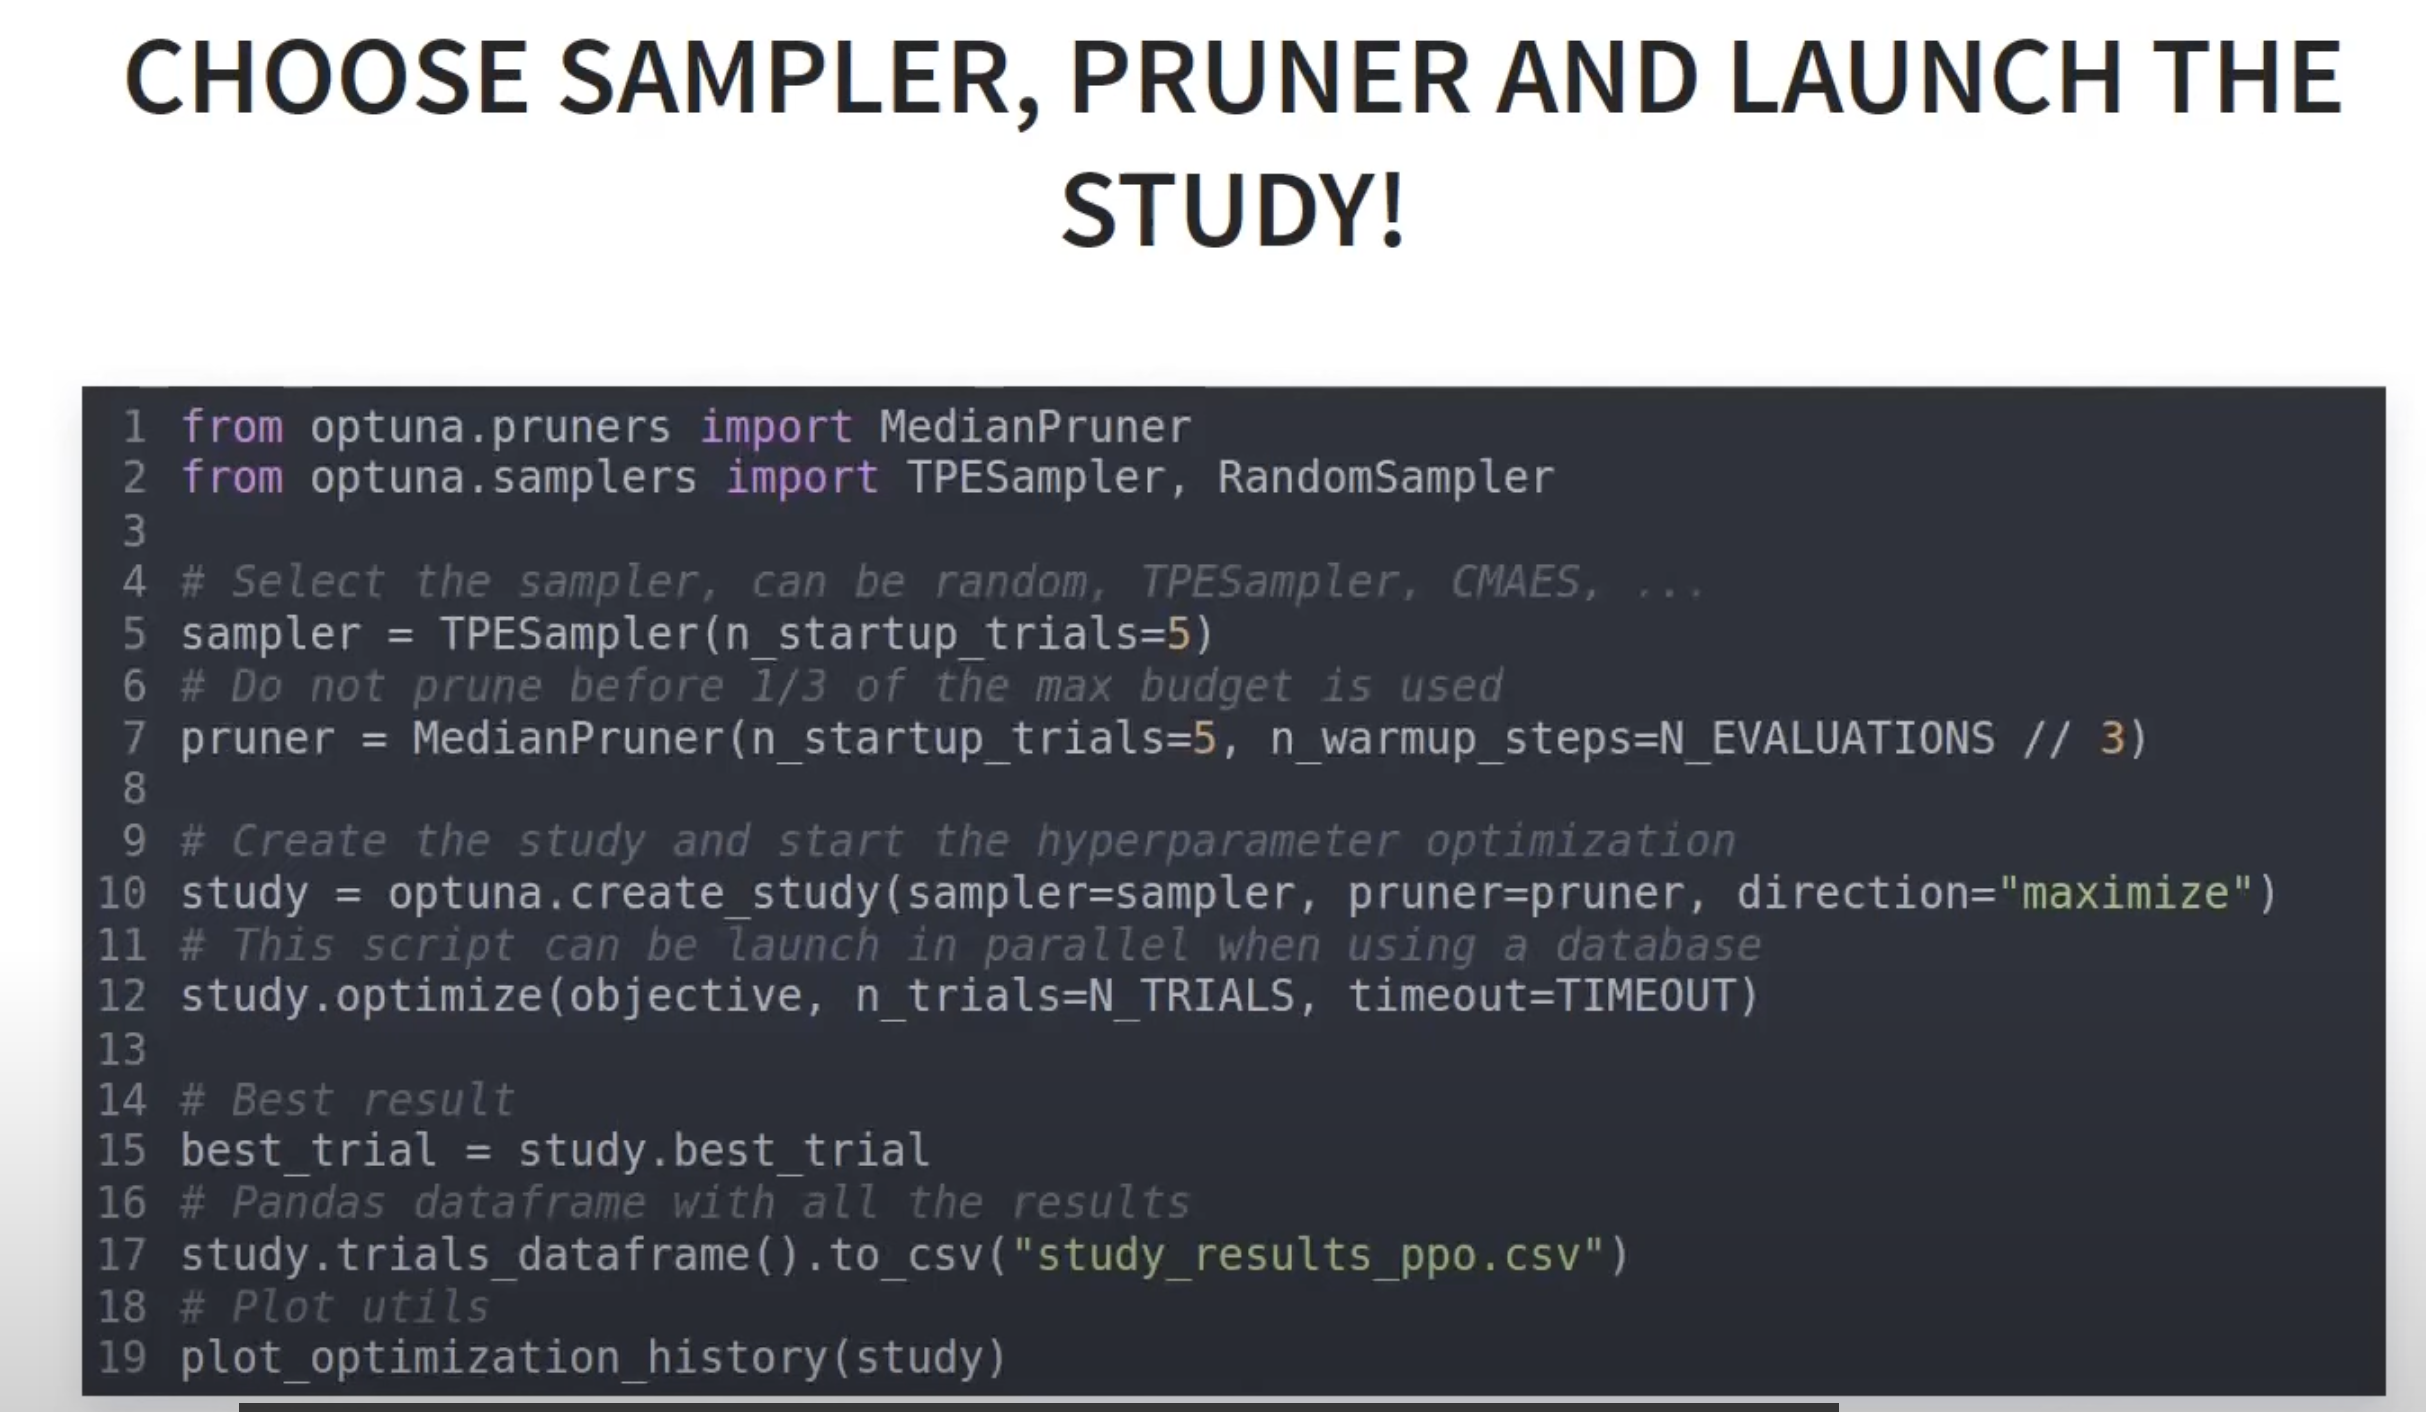 CHOOSE SAMPLER, PRUNER AND LAUNCH THE
STUDY!
1 from optuna.pruners import MedianPruner
2 from optuna.samplers import TPESampler, RandomSampler
3
4 # Select the sampler, can be random, TPESampler, CMAES, ...
5 sampler = TPESampler(n_startup_trials=5)
6 # Do not prune before 1/3 of the max budget is used
7 pruner = MedianPruner(n_startup_trials=5, n_warmup_steps=N_EVALUATIONS // 3)
8
9 # Create the study and start the hyperparameter optimization
10 study = optuna.create_study(sampler=sampler, pruner=pruner, direction="maximize")
11 # This script can be launch in parallel when using a database
12 study.optimize(objective, n_trials=N_TRIALS, timeout=TIMEOUT)
13
14 # Best result
15 best_trial = study.best_trial
16 # Pandas dataframe with all the results
17 study.trials_dataframe().to_csv("study_results_ppo.csv")
18 # Plot utils
19 plot_optimization_history(study)